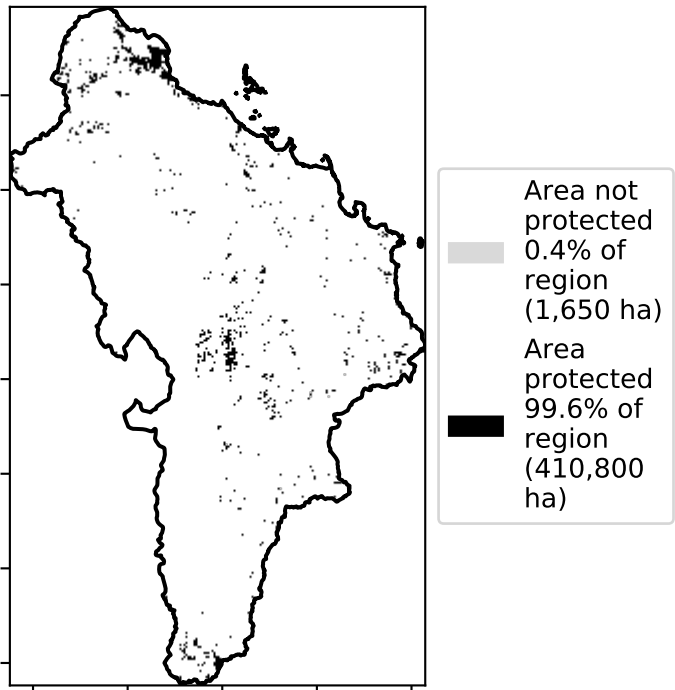 Area not
protected
0.4% of
region
(1,650 ha)
Area
protected
99.6% of
region
(410,800
ha)